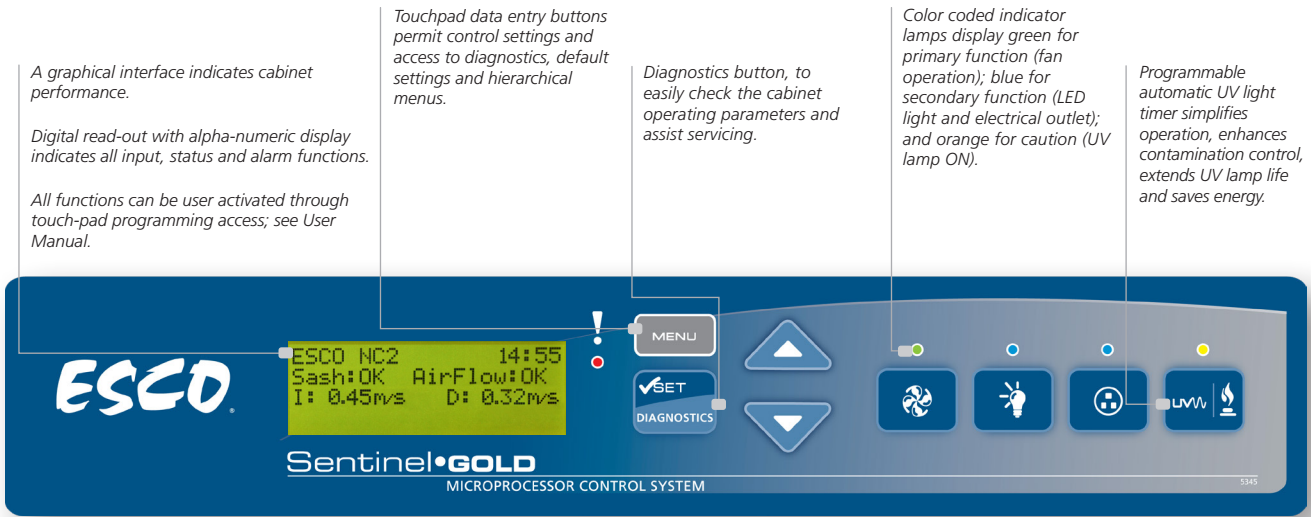 A graphical interface indicates cabinet
performance.
Digital read-out with alpha-numeric display
indicates all input, status and alarm functions.
All functions can be user activated through
touch-pad programming access; see User
Manual.
Touchpad data entry buttons
permit control settings and
access to diagnostics, default
settings and hierarchical
menus.
Diagnostics button, to
easily check the cabinet
operating parameters and
assist servicing.
Color coded indicator
lamps display green for
primary function (fan
operation); blue for
secondary function (LED
light and electrical outlet);
and orange for caution (UV
lamp ON).
Programmable
automatic UV light
timer simplifies
operation, enhances
contamination control,
extends UV lamp life
and saves energy.
ESCO
ESCO NC2 14:55
Sash:OK AirFlow:OK
I: 0.45m/s D: 0.32m/s
!
MENU
✓SET
DIAGNOSTICS
UV
Sentinel•GOLD
MICROPROCESSOR CONTROL SYSTEM
5345